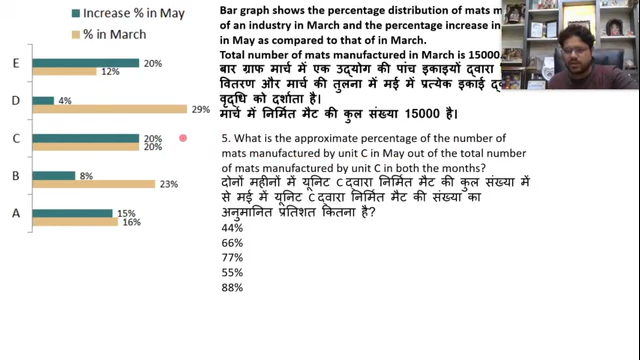 Increase % in May
% in March
E
20%
12%
D
4%
29%
C
20%
20%
B
8%
23%
A
15%
16%
Bar graph shows the percentage distribution of mats m
of an industry in March and the percentage increase in
in May as compared to that of in March.
Total number of mats manufactured in March is 15000.
बार ग्राफ मार्च में एक उद्योग की पांच इकाइयों द्वारा
वितरण और मार्च की तुलना में मई में प्रत्येक इकाई
वृद्धि को दर्शाता है।
मार्च में निर्मित मैट की कुल संख्या 15000 है।
5. What is the approximate percentage of the number of
mats manufactured by unit C in May out of the total number
of mats manufactured by unit C in both the months?
दोनों महीनों में यूनिट C द्वारा निर्मित मैट की कुल संख्या में
से मई में यूनिट C द्वारा निर्मित मैट की संख्या का
अनुमानित प्रतिशत कितना है?
44%
66%
77%
55%
88%